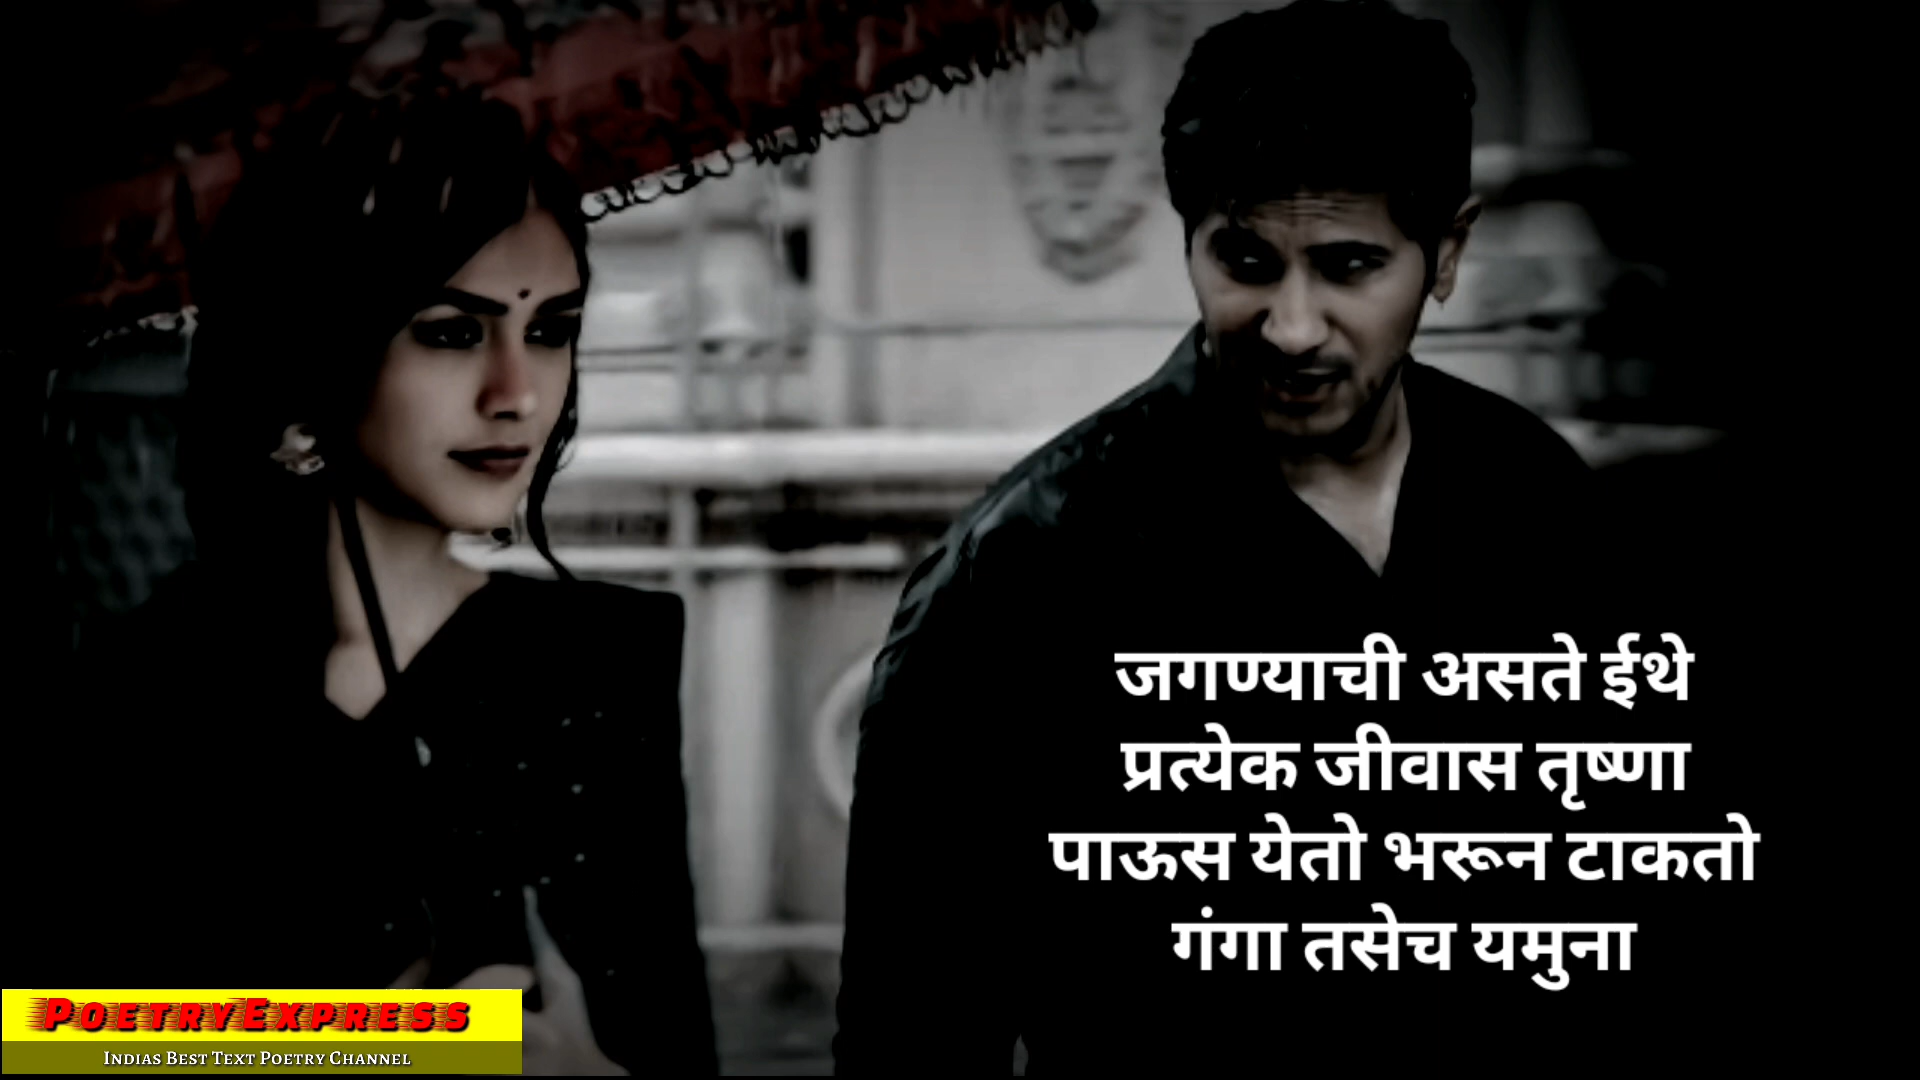 जगण्याची असते ईथे
प्रत्येक जीवास तृष्णा
पाऊस येतो भरून टाकतो
गंगा तसेच यमुना
PoetryExpress
Indias Best Text Poetry Channel